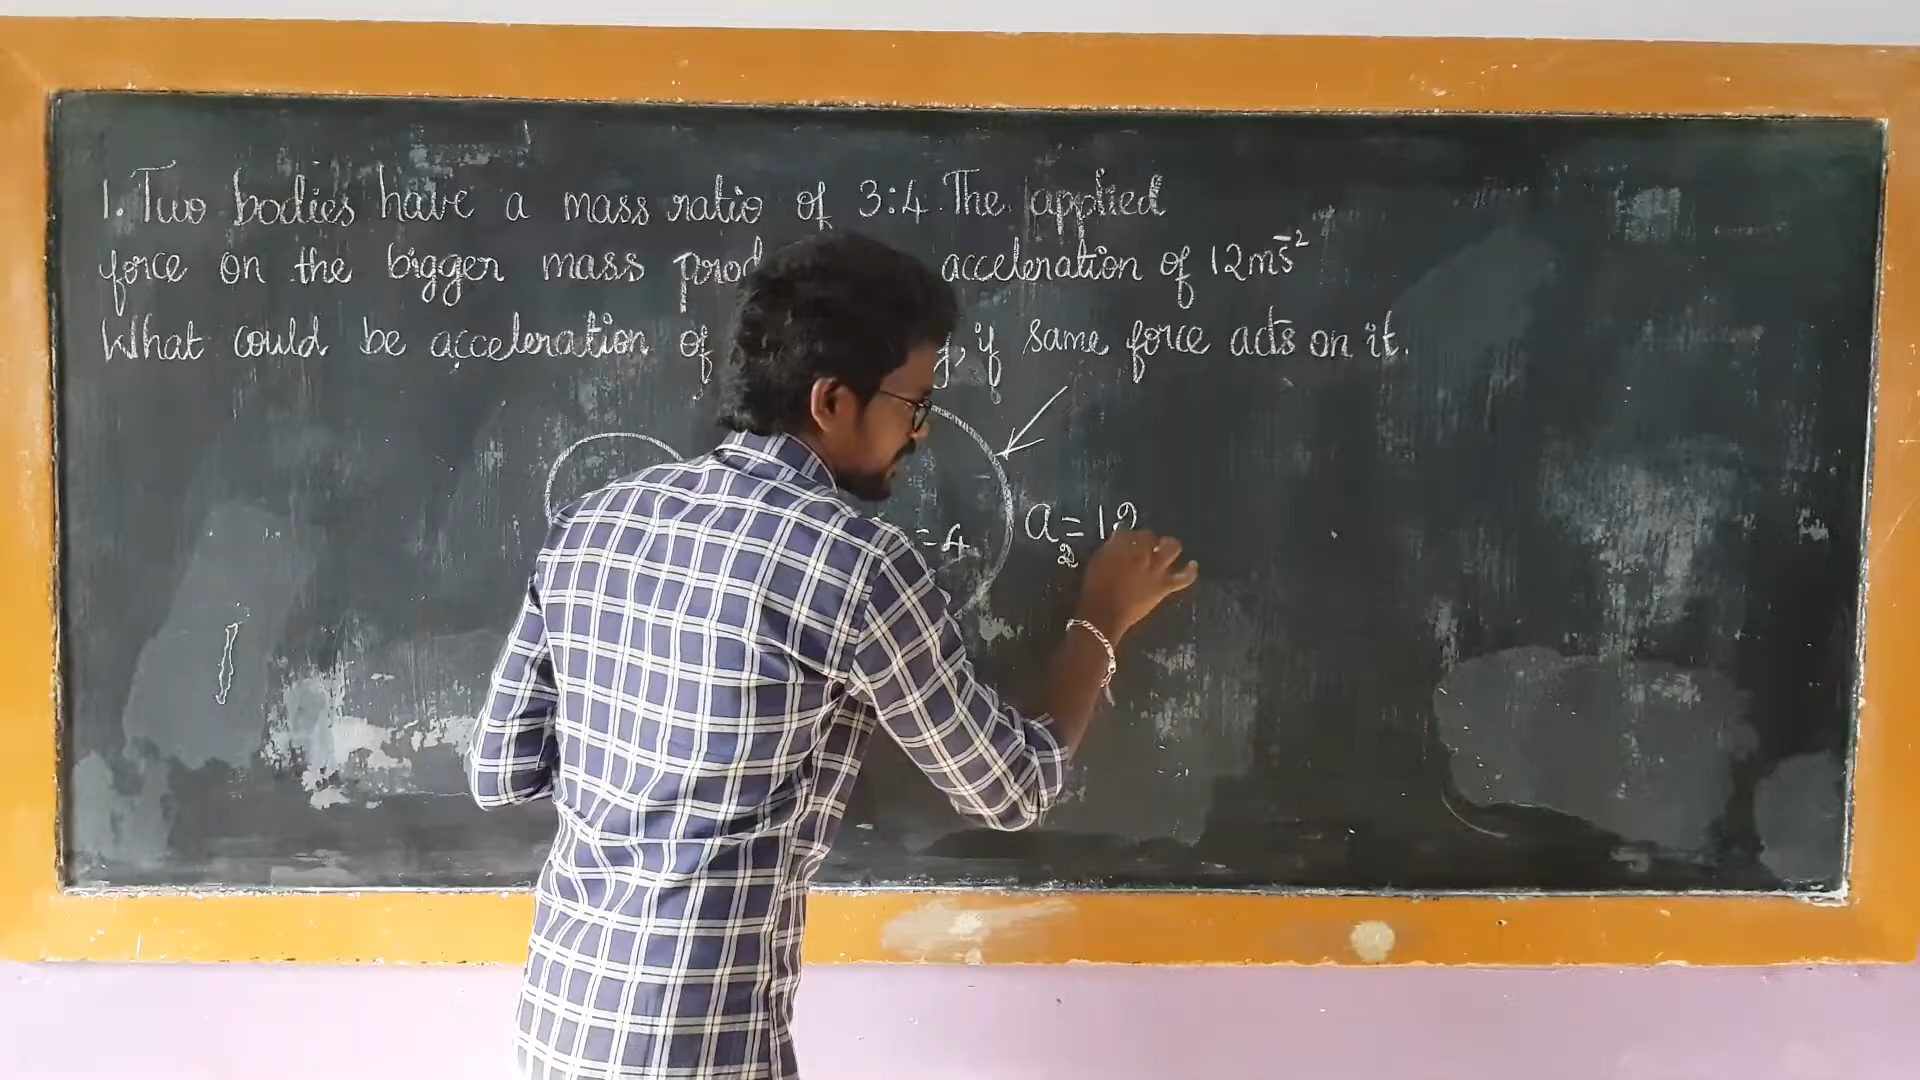 1. Two bodies have a mass ratio of 3:4. The applied
force on the bigger mass acceleration of 12ms̄²
What could be acceleration of if same force acts on it.
=4
a₂=12